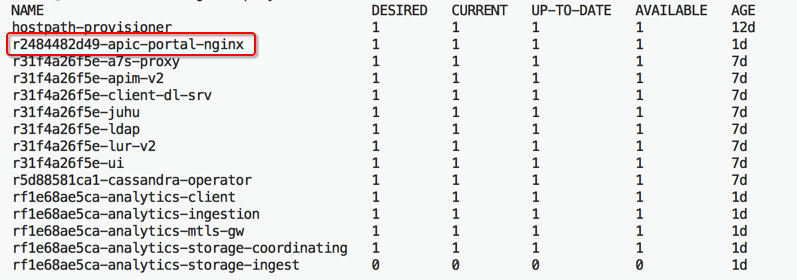 NAME DESIRED CURRENT UP-TO-DATE AVAILABLE AGE
hostpath-provisioner 1 1 1 1 12d
r2484482d49-apic-portal-nginx 1 1 1 1 1d
r31f4a26f5e-a7s-proxy 1 1 1 1 7d
r31f4a26f5e-apim-v2 1 1 1 1 7d
r31f4a26f5e-client-dl-srv 1 1 1 1 7d
r31f4a26f5e-juhu 1 1 1 1 7d
r31f4a26f5e-ldap 1 1 1 1 7d
r31f4a26f5e-lur-v2 1 1 1 1 7d
r31f4a26f5e-ui 1 1 1 1 7d
r5d88581ca1-cassandra-operator 1 1 1 1 7d
rf1e68ae5ca-analytics-client 1 1 1 1 1d
rf1e68ae5ca-analytics-ingestion 1 1 1 1 1d
rf1e68ae5ca-analytics-mtls-gw 1 1 1 1 1d
rf1e68ae5ca-analytics-storage-coordinating 1 1 1 1 1d
rf1e68ae5ca-analytics-storage-ingest 0 0 0 0 1d